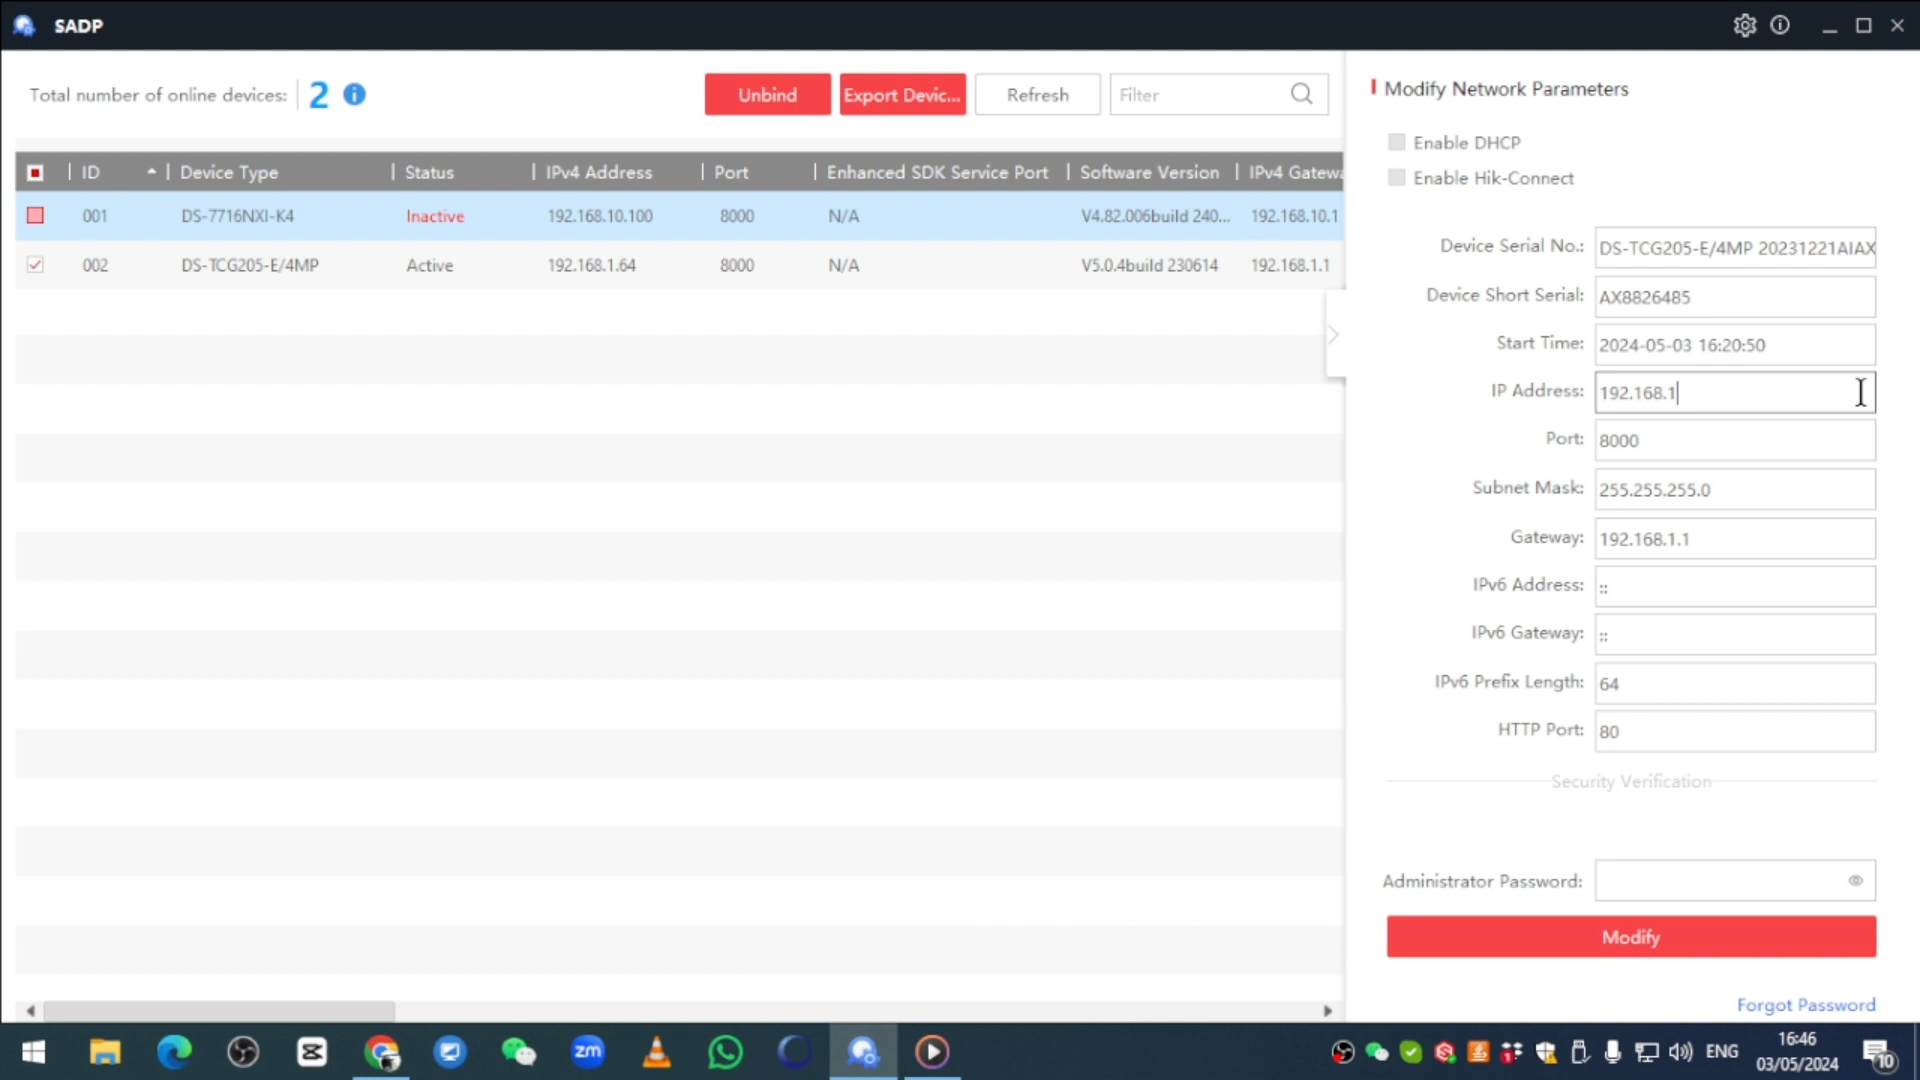 SADP
Total number of online devices: 2
Unbind
Export Devic...
Refresh
Filter
ID Device Type Status IPv4 Address Port Enhanced SDK Service Port Software Version IPv4 Gatewa
001 DS-7716NXI-K4 Inactive 192.168.10.100 8000 N/A V4.82.006build 240... 192.168.10.1
002 DS-TCG205-E/4MP Active 192.168.1.64 8000 N/A V5.0.4build 230614 192.168.1.1
Modify Network Parameters
Enable DHCP
Enable Hik-Connect
Device Serial No.: DS-TCG205-E/4MP 20231221AIAX
Device Short Serial: AX8826485
Start Time: 2024-05-03 16:20:50
IP Address: 192.168.1
Port: 8000
Subnet Mask: 255.255.255.0
Gateway: 192.168.1.1
IPv6 Address: ::
IPv6 Gateway: ::
IPv6 Prefix Length: 64
HTTP Port: 80
Security Verification
Administrator Password:
Modify
Forgot Password
zm
ENG
16:46
03/05/2024
10